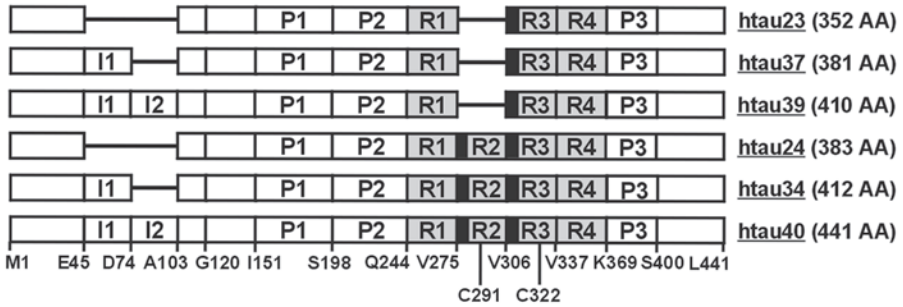 P1 P2 R1 R3 R4 P3 htau23 (352 AA)
I1 P1 P2 R1 R3 R4 P3 htau37 (381 AA)
I1 I2 P1 P2 R1 R3 R4 P3 htau39 (410 AA)
P1 P2 R1 R2 R3 R4 P3 htau24 (383 AA)
I1 P1 P2 R1 R2 R3 R4 P3 htau34 (412 AA)
I1 I2 P1 P2 R1 R2 R3 R4 P3 htau40 (441 AA)
M1 E45 D74 A103 G120 I151 S198 Q244 V275 V306 V337 K369 S400 L441
C291 C322